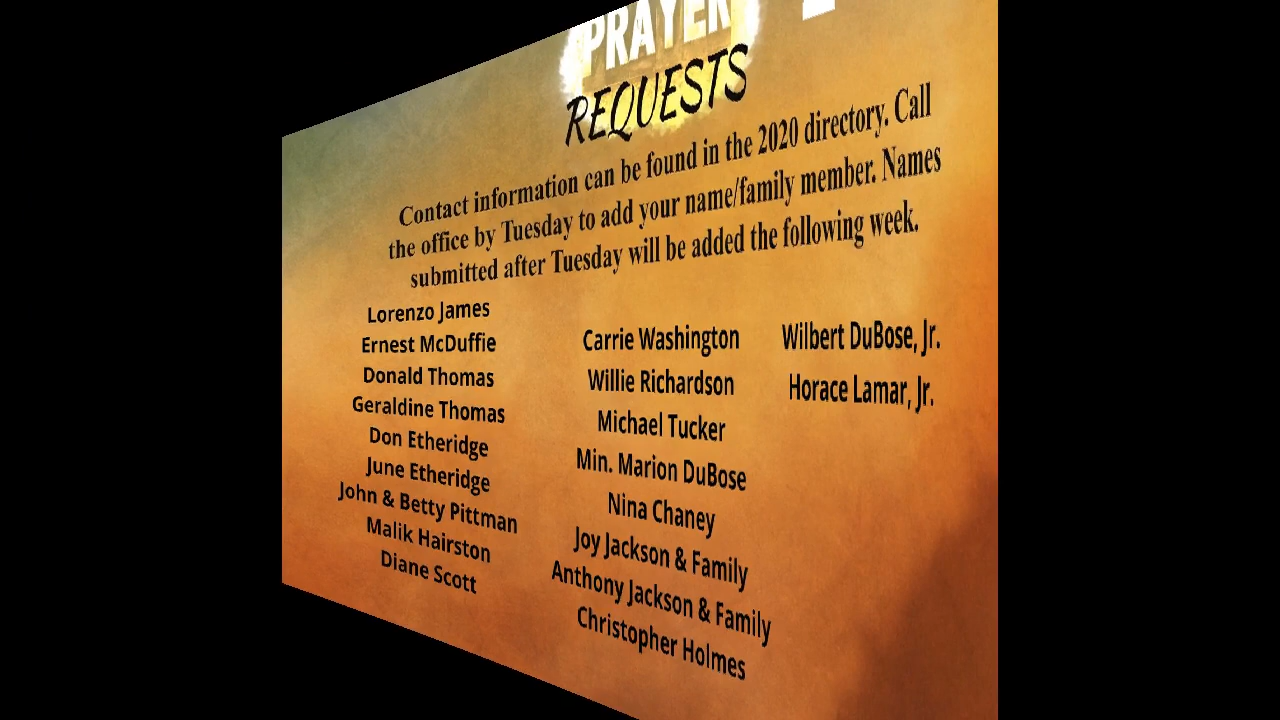 PRAYER
REQUESTS
Contact information can be found in the 2020 directory. Call
the office by Tuesday to add your name/family member. Names
submitted after Tuesday will be added the following week.
Lorenzo James
Ernest McDuffie
Donald Thomas
Geraldine Thomas
Don Etheridge
June Etheridge
John & Betty Pittman
Malik Hairston
Diane Scott
Carrie Washington
Willie Richardson
Michael Tucker
Min. Marion DuBose
Nina Chaney
Joy Jackson & Family
Anthony Jackson & Family
Christopher Holmes
Wilbert DuBose, Jr.
Horace Lamar, Jr.